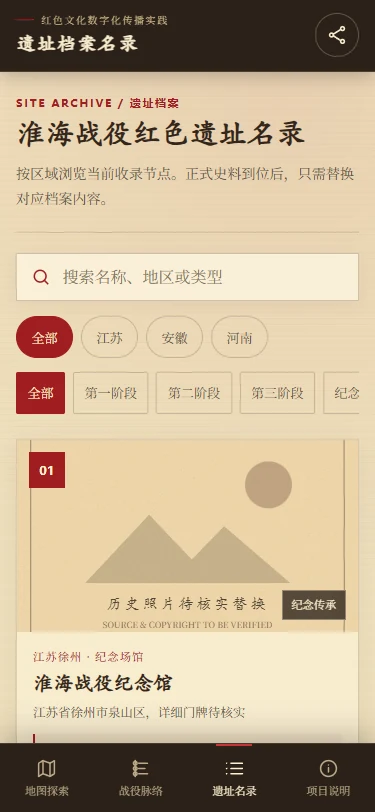 红色文化数字化传播实践
遗址档案名录
SITE ARCHIVE / 遗址档案
淮海战役红色遗址名录
按区域浏览当前收录节点。正式史料到位后，只需替换
对应档案内容。
搜索名称、地区或类型
全部 江苏 安徽 河南
全部 第一阶段 第二阶段 第三阶段 纪念
01
历史照片待核实替换
纪念传承
SOURCE & COPYRIGHT TO BE VERIFIED
江苏徐州 · 纪念场馆
淮海战役纪念馆
江苏省徐州市泉山区，详细门牌待核实
地图探索 战役脉络 遗址名录 项目说明